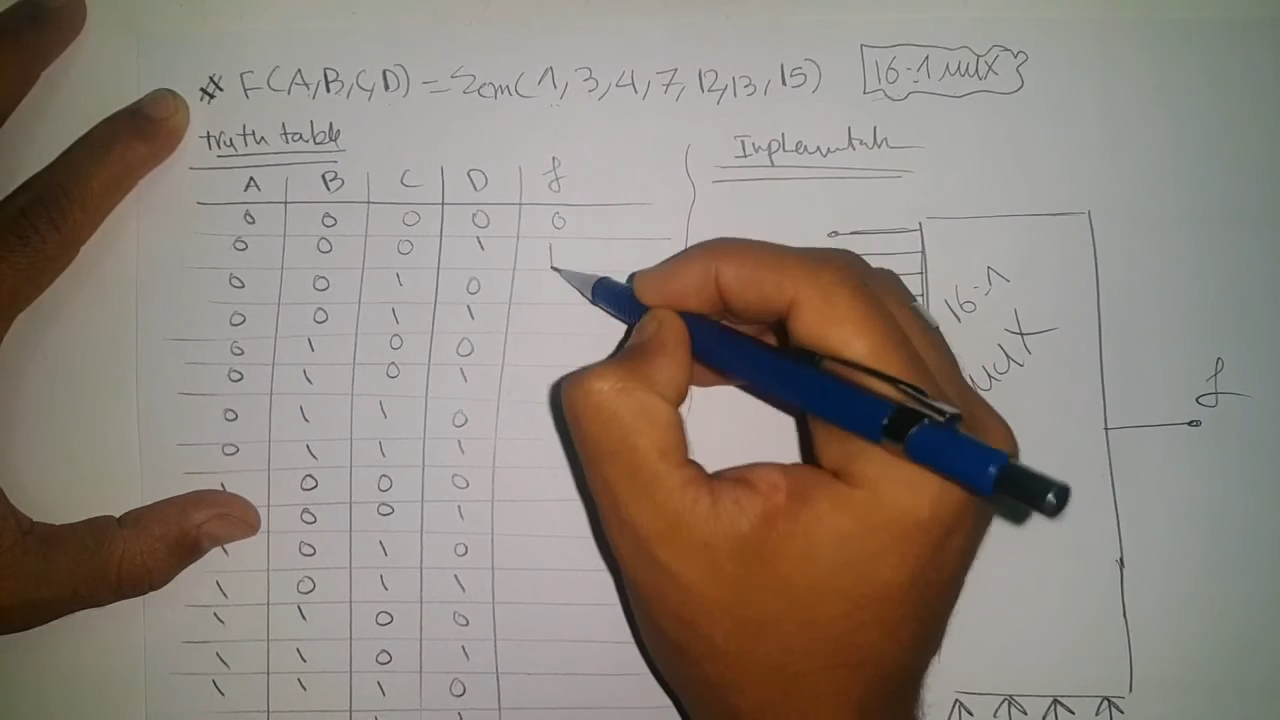 * F(A,B,C,D) = Σm(1,3,4,7,12,13,15) 16-1 mux
truth table
Implemntah
A B C D f
0 0 0 0 0
0 0 0 1 1
0 0 1 0
0 0 1 1
0 1 0 0
0 1 0 1
0 1 1 0
0 1 1 1
1 0 0 0
0 0 1
1 0 1 0
1 0 1 1
1 1 0 0
1 1 0 1
1 1 1 0
16-1
mux
f